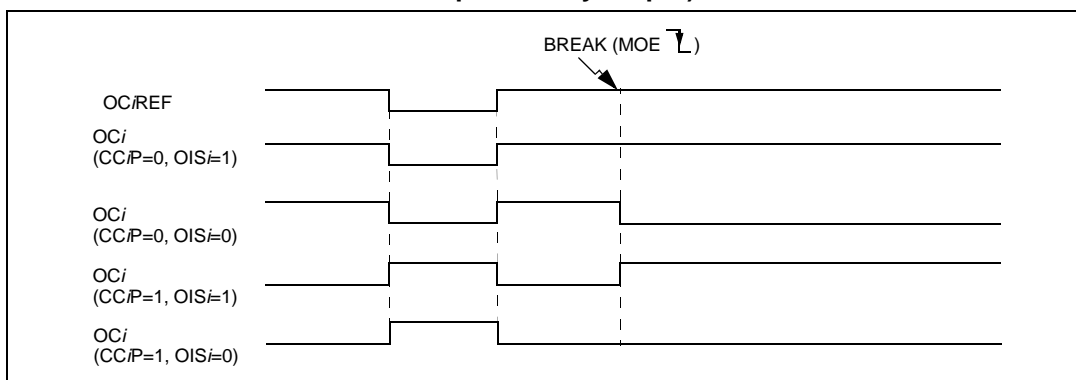 BREAK (MOE )
OCiREF
OCi
(CCiP=0, OISi=1)
OCi
(CCiP=0, OISi=0)
OCi
(CCiP=1, OISi=1)
OCi
(CCiP=1, OISi=0)